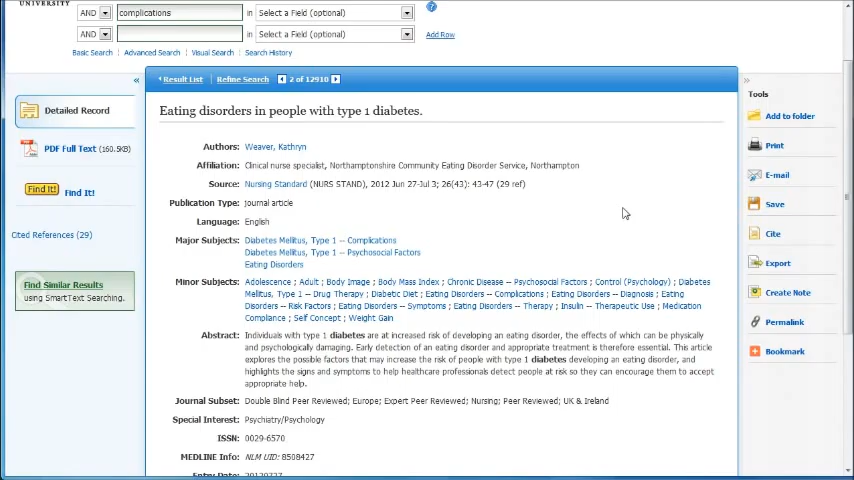 UNIVERSITY
AND complications in Select a Field (optional)
AND in Select a Field (optional) Add Row
Basic Search Advanced Search Visual Search Search History
Result List Refine Search 2 of 12910
Detailed Record
PDF Full Text (160.5KB)
Find It! Find It!
Cited References (29)
Find Similar Results
using SmartText Searching.
Eating disorders in people with type 1 diabetes.
Authors: Weaver, Kathryn
Affiliation: Clinical nurse specialist, Northamptonshire Community Eating Disorder Service, Northampton
Source: Nursing Standard (NURS STAND), 2012 Jun 27-Jul 3; 26(43): 43-47 (29 ref)
Publication Type: journal article
Language: English
Major Subjects: Diabetes Mellitus, Type 1 -- Complications
Diabetes Mellitus, Type 1 -- Psychosocial Factors
Eating Disorders
Minor Subjects: Adolescence ; Adult ; Body Image ; Body Mass Index ; Chronic Disease -- Psychosocial Factors ; Control (Psychology) ; Diabetes
Mellitus, Type 1 -- Drug Therapy ; Diabetic Diet ; Eating Disorders -- Complications ; Eating Disorders -- Diagnosis ; Eating
Disorders -- Risk Factors ; Eating Disorders -- Symptoms ; Eating Disorders -- Therapy ; Insulin -- Therapeutic Use ; Medication
Compliance ; Self Concept ; Weight Gain
Abstract: Individuals with type 1 diabetes are at increased risk of developing an eating disorder, the effects of which can be physically
and psychologically damaging. Early detection of an eating disorder and appropriate treatment is therefore essential. This article
explores the possible factors that may increase the risk of people with type 1 diabetes developing an eating disorder, and
highlights the signs and symptoms to help healthcare professionals detect people at risk so they can encourage them to accept
appropriate help.
Journal Subset: Double Blind Peer Reviewed; Europe; Expert Peer Reviewed; Nursing; Peer Reviewed; UK & Ireland
Special Interest: Psychiatry/Psychology
ISSN: 0029-6570
MEDLINE Info: NLM UID: 8508427
Entry Date:
Tools
Add to folder
Print
E-mail
Save
Cite
Export
Create Note
Permalink
Bookmark